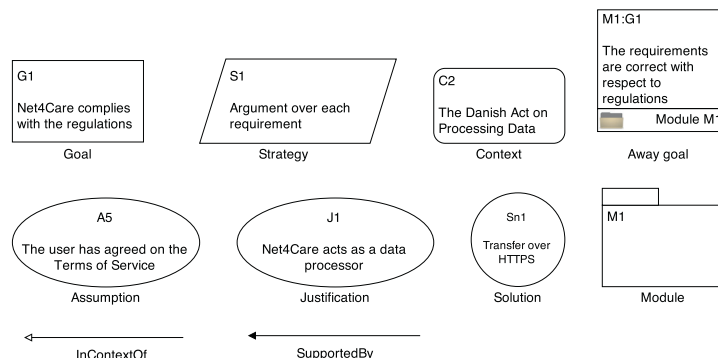 G1
Net4Care complies
with the regulations
Goal
S1
Argument over each
requirement
Strategy
C2
The Danish Act on
Processing Data
Context
M1:G1
The requirements
are correct with
respect to
regulations
Module M1
Away goal
A5
The user has agreed on the
Terms of Service
Assumption
J1
Net4Care acts as a data
processor
Justification
Sn1
Transfer over
HTTPS
Solution
M1
Module
InContextOf
SupportedBy